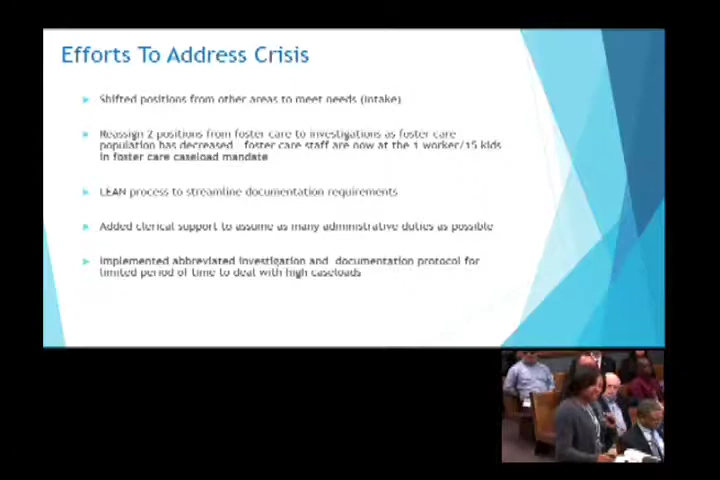 Efforts To Address Crisis
Shifted positions from other areas to meet needs (intake)
Reassign 2 positions from foster care to investigations as foster care
population has decreased foster care staff are now at the 1 worker/15 kids
in foster care caseload mandate
LEAN process to streamline documentation requirements
Added clerical support to assume as many administrative duties as possible
Implemented abbreviated investigation and documentation protocol for
limited period of time to deal with high caseloads